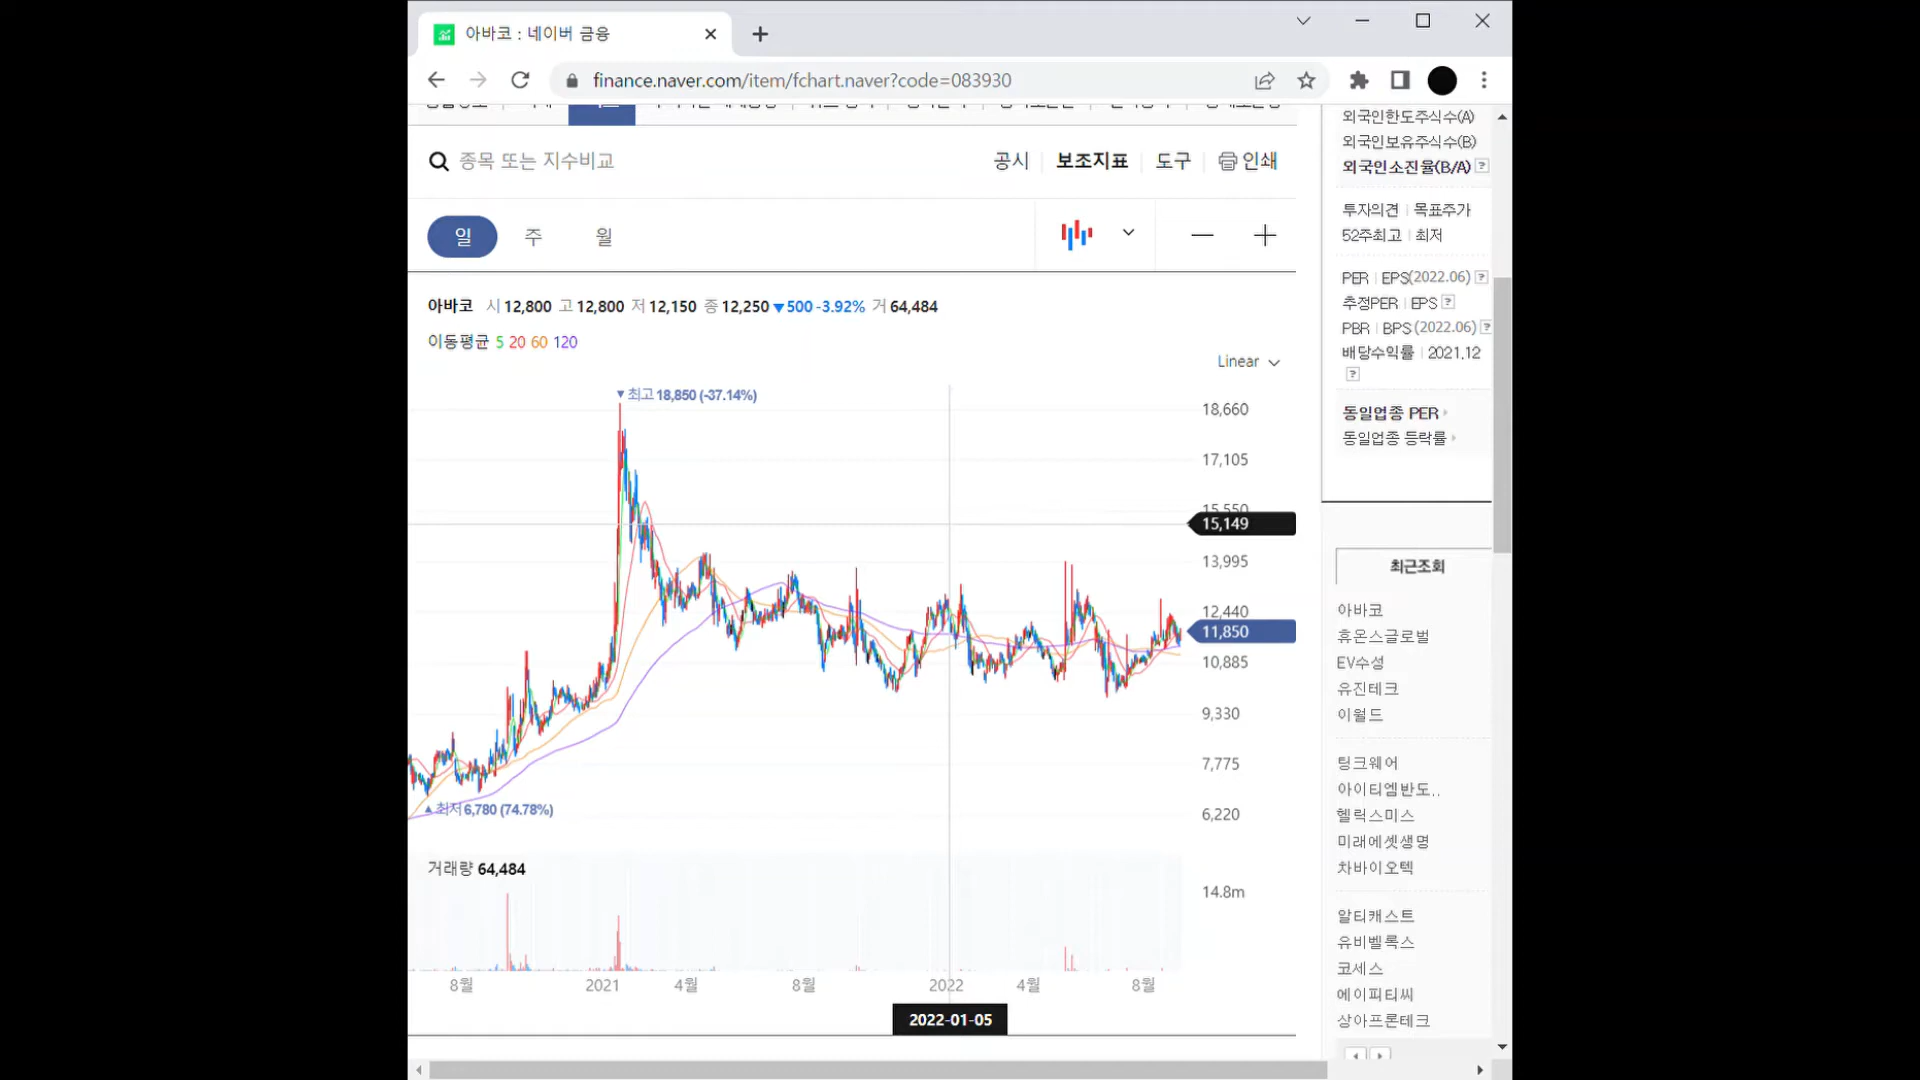 아바코 : 네이버 금융
finance.naver.com/item/fchart.naver?code=083930
종목 또는 지수비교
공시 보조지표 도구 인쇄
일 주 월
아바코 시 12,800 고 12,800 저 12,150 종 12,250 ▼500 -3.92% 거 64,484
이동평균 5 20 60 120
Linear
▼최고 18,850 (-37.14%)
18,660
17,105
15,550
15,149
13,995
12,440
11,850
10,885
9,330
7,775
6,220
▲최저 6,780 (74.78%)
거래량 64,484
14.8m
8월 2021 4월 8월 2022 4월 8월
2022-01-05
외국인한도주식수(A)
외국인보유주식수(B)
외국인소진율(B/A) ?
투자의견 | 목표주가
52주최고 | 최저
PER | EPS(2022.06) ?
추정PER | EPS ?
PBR | BPS (2022.06) ?
배당수익률 | 2021.12
?
동일업종 PER
동일업종 등락률
최근조회
아바코
휴온스글로벌
EV수성
유진테크
이월드
팅크웨어
아이티엠반도..
헬릭스미스
미래에셋생명
차바이오텍
알티캐스트
유비벨록스
코세스
에이피티씨
상아프론테크